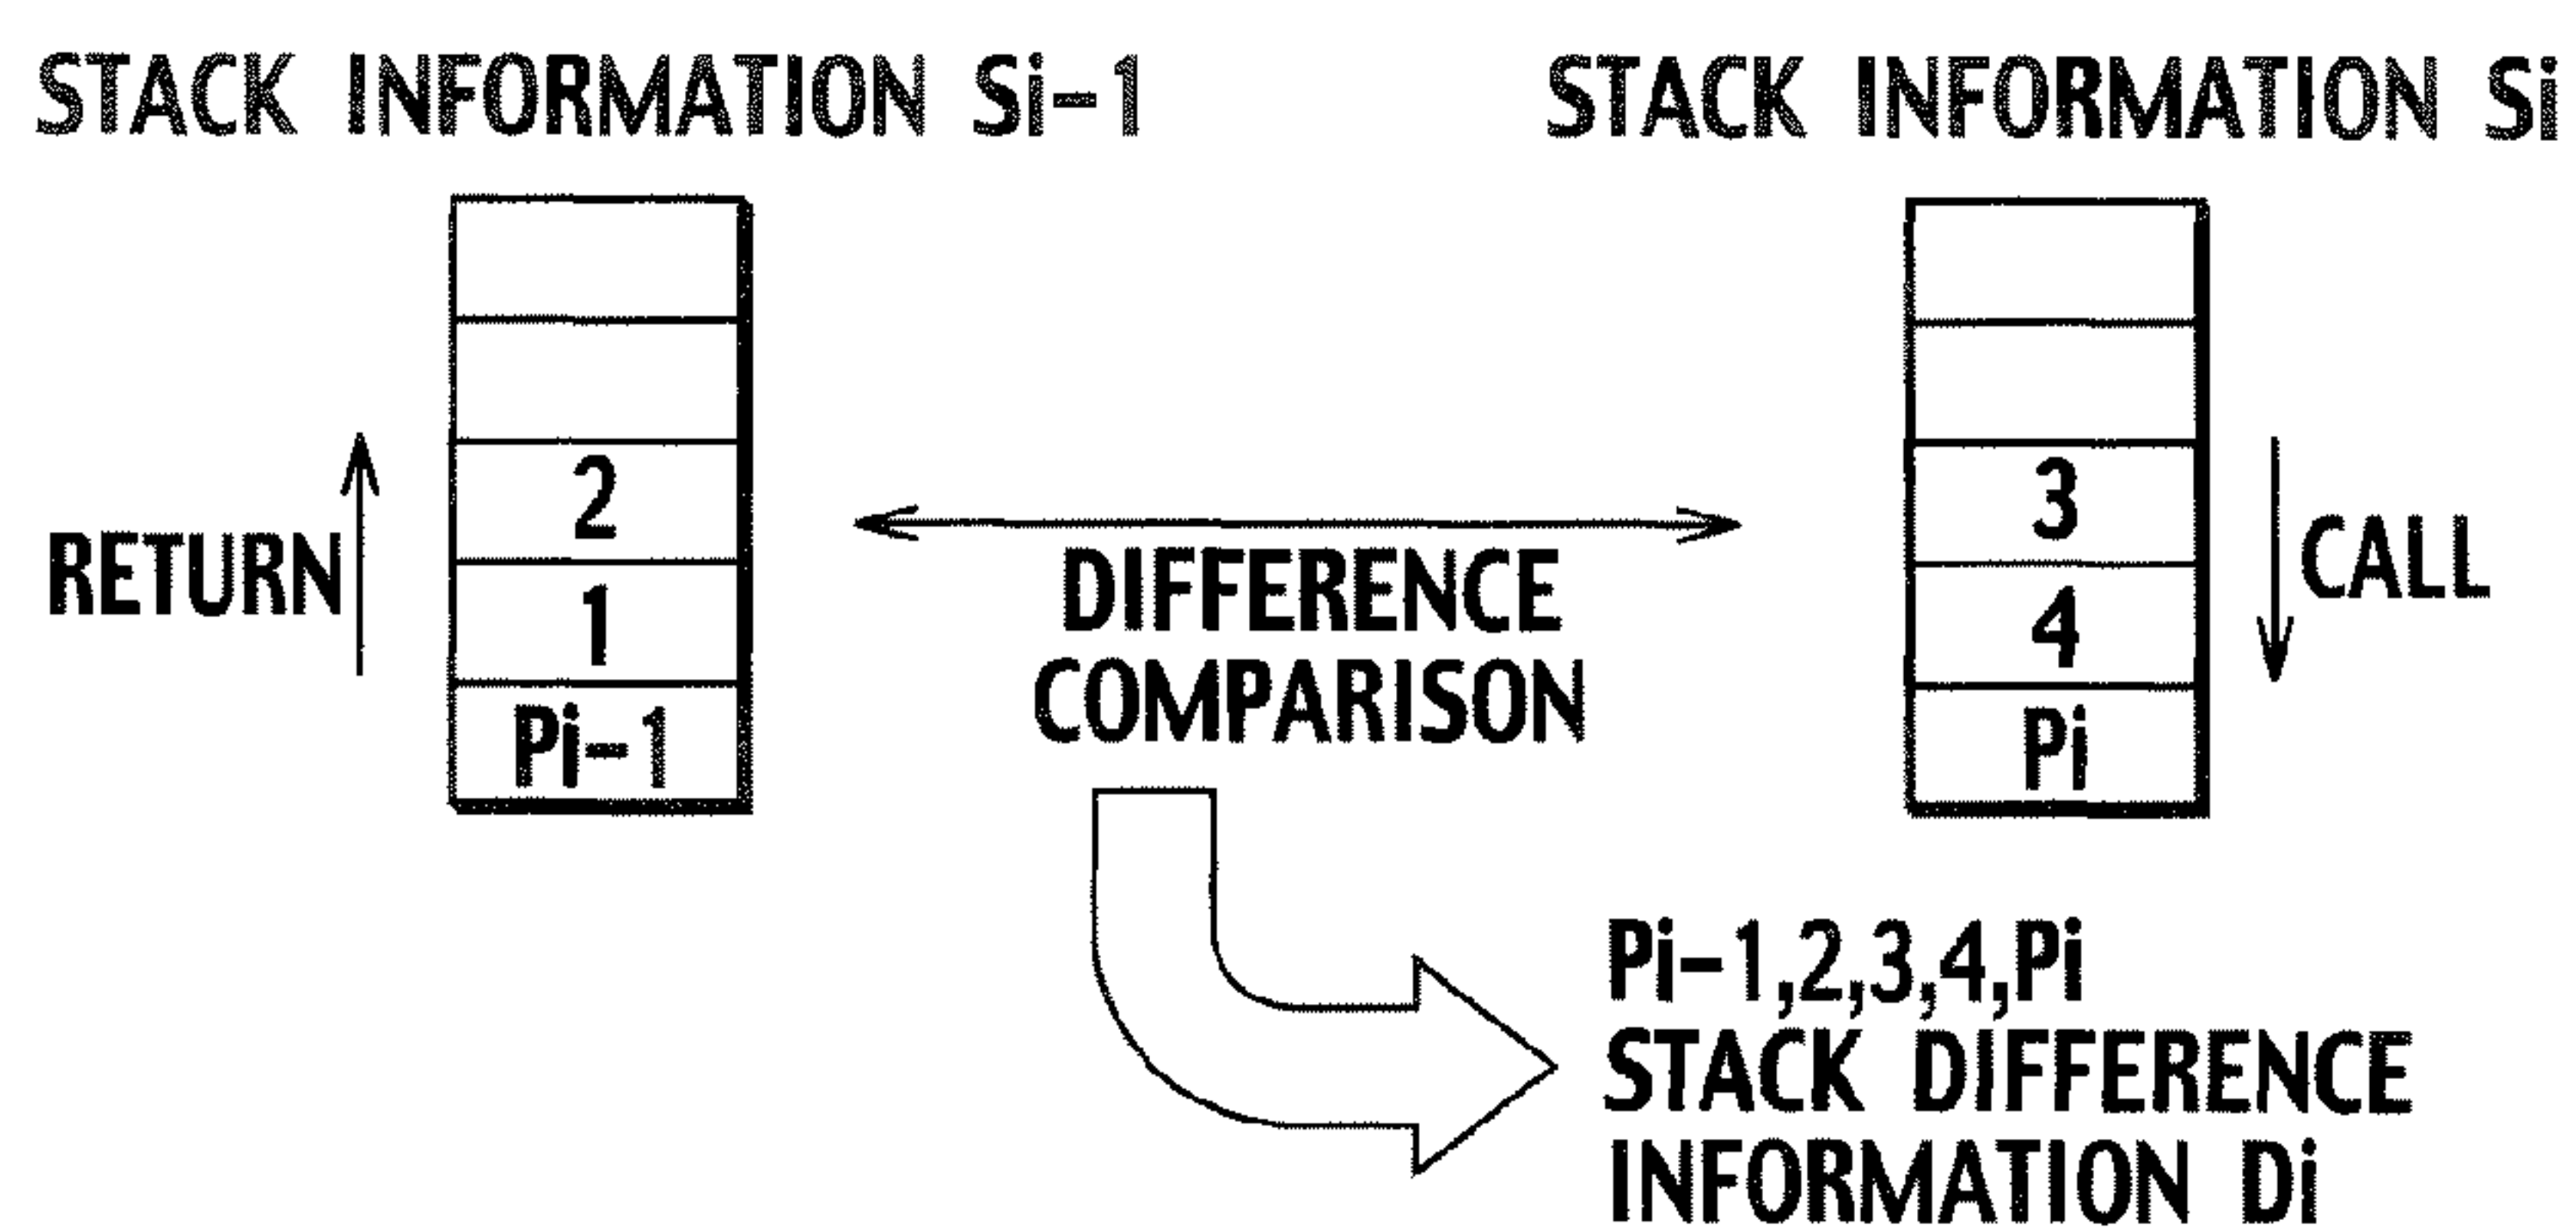 STACK INFORMATION Si-1
STACK INFORMATION Si
2
1
Pi-1
RETURN
DIFFERENCE
COMPARISON
3
4
Pi
CALL
Pi-1,2,3,4,Pi
STACK DIFFERENCE
INFORMATION Di